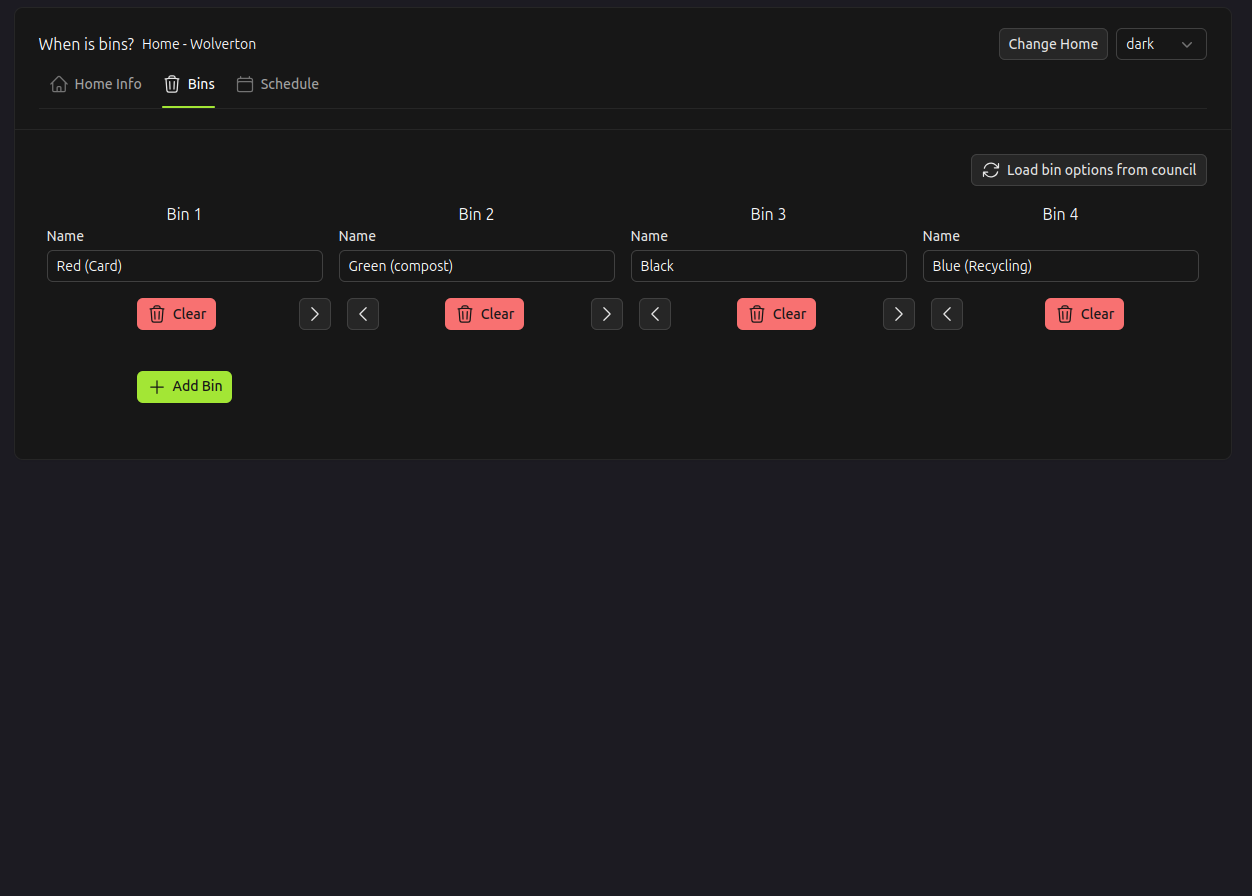 When is bins? Home - Wolverton Change Home dark
Home Info Bins Schedule
Load bin options from council
Bin 1 Bin 2 Bin 3 Bin 4
Name Name Name Name
Red (Card) Green (compost) Black Blue (Recycling)
Clear Clear Clear Clear
Add Bin